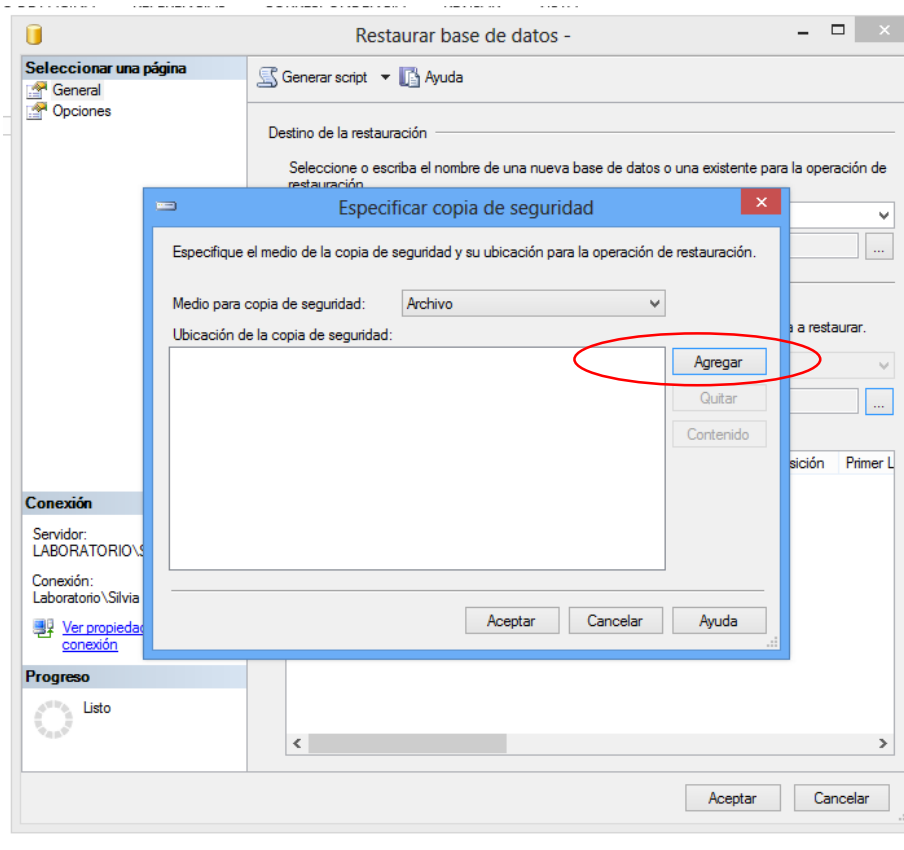 Restaurar base de datos -
Seleccionar una página
General
Opciones
Generar script
Ayuda
Destino de la restauración
Seleccione o escriba el nombre de una nueva base de datos o una existente para la operación de
restauración
Especificar copia de seguridad
Especifique el medio de la copia de seguridad y su ubicación para la operación de restauración.
Medio para copia de seguridad:
Archivo
Ubicación de la copia de seguridad:
a restaurar.
Agregar
Quitar
...
...
Contenido
sición
Primer L
Conexión
Servidor:
LABORATORIO\S
Conexión:
Laboratorio\Silvia
Ver propiedad
conexión
Aceptar
Cancelar
Ayuda
Progreso
Listo
Aceptar
Cancelar